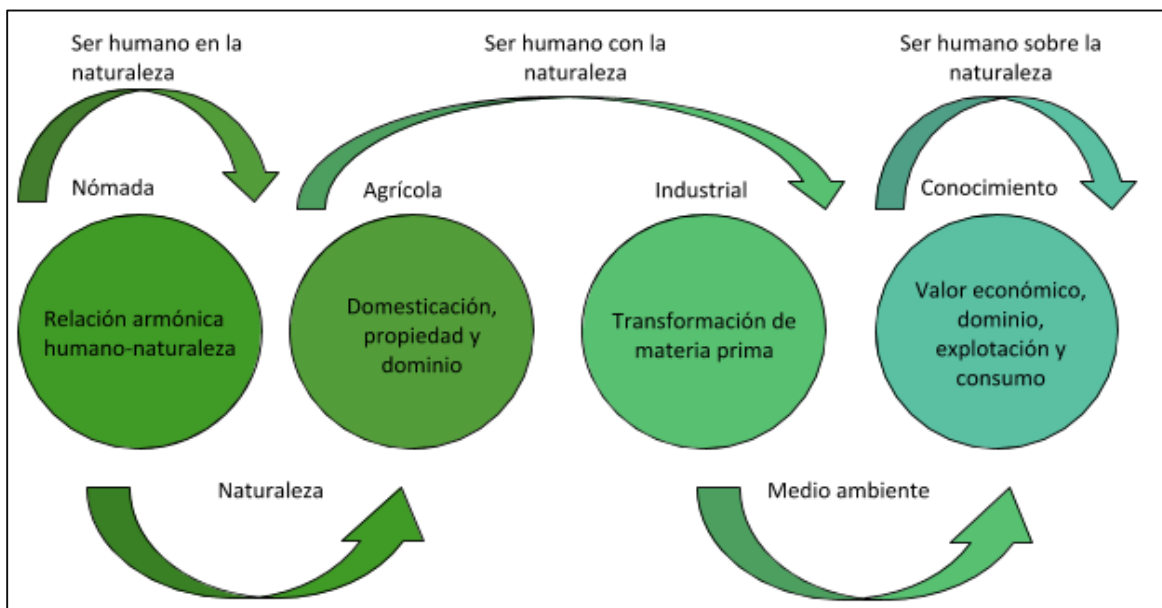 Ser humano en la
naturaleza
Ser humano con la
naturaleza
Ser humano sobre la
naturaleza
Nómada
Agrícola
Industrial
Conocimiento
Relación armónica
humano-naturaleza
Domesticación,
propiedad y
dominio
Transformación de
materia prima
Valor económico,
dominio,
explotación y
consumo
Naturaleza
Medio ambiente